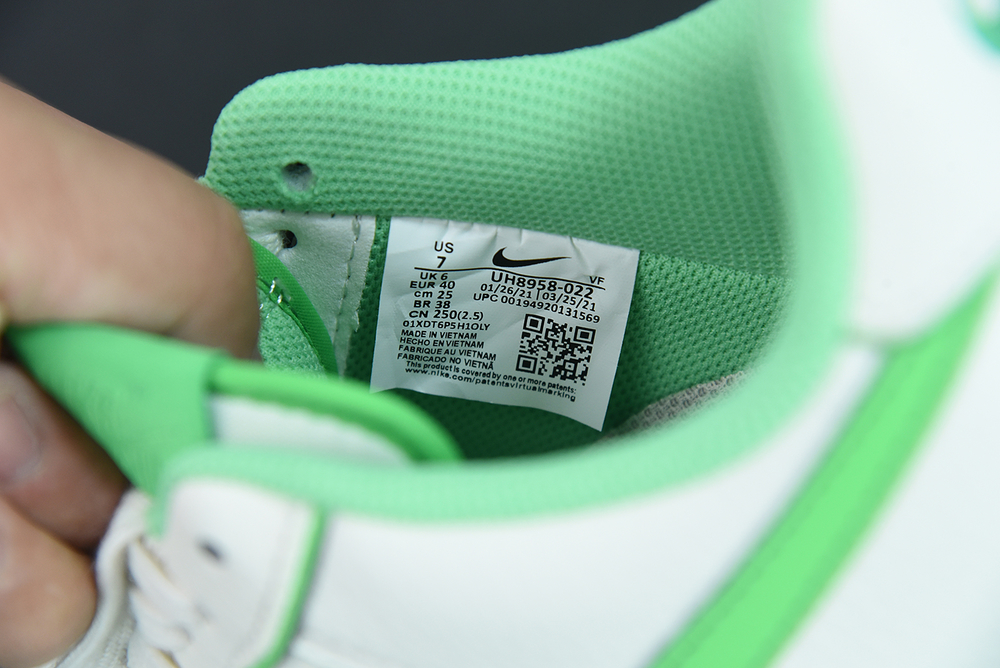 US
7
UK 6
EUR 40
cm 25
BR 38
CN 250(2.5)
01XDT6P5H1OLY
MADE IN VIETNAM
HECHO EN VIETNAM
FABRIQUE AU VIETNAM
FABRICADO NO VIETNÃ
VF
UH8958-022
01/26/21 | 03/25/21
UPC 00194920131569
This product is covered by one or more patents:
www.nike.com/patentsvirtualmarking